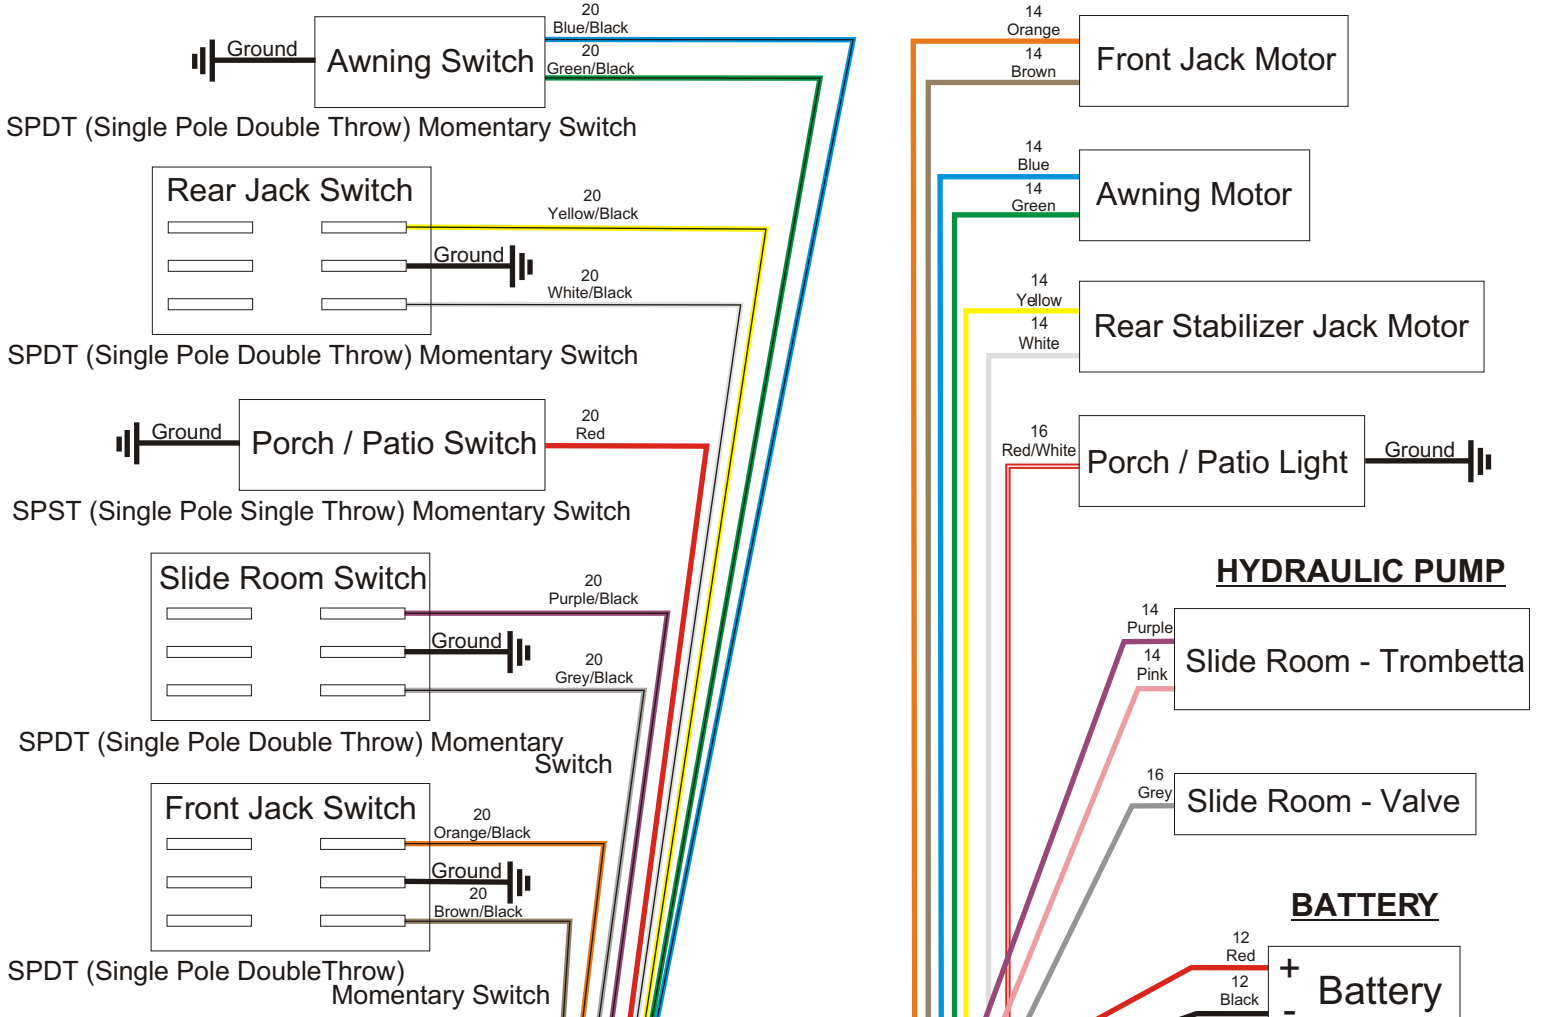 20
Blue/Black
Ground
Awning Switch
20
Green/Black
SPDT (Single Pole Double Throw) Momentary Switch
Rear Jack Switch
20
Yellow/Black
Ground
20
White/Black
SPDT (Single Pole Double Throw) Momentary Switch
Ground
Porch / Patio Switch
20
Red
SPST (Single Pole Single Throw) Momentary Switch
Slide Room Switch
20
Purple/Black
Ground
20
Grey/Black
SPDT (Single Pole Double Throw) Momentary
Switch
Front Jack Switch
20
Orange/Black
Ground
20
Brown/Black
SPDT (Single Pole DoubleThrow)
Momentary Switch
14
Orange
14
Brown
Front Jack Motor
14
Blue
14
Green
Awning Motor
14
Yellow
14
White
Rear Stabilizer Jack Motor
16
Red/White
Porch / Patio Light
Ground
HYDRAULIC PUMP
14
Purple
14
Pink
Slide Room - Trombetta
16
Grey
Slide Room - Valve
BATTERY
12
Red
12
Black
+
Battery
-